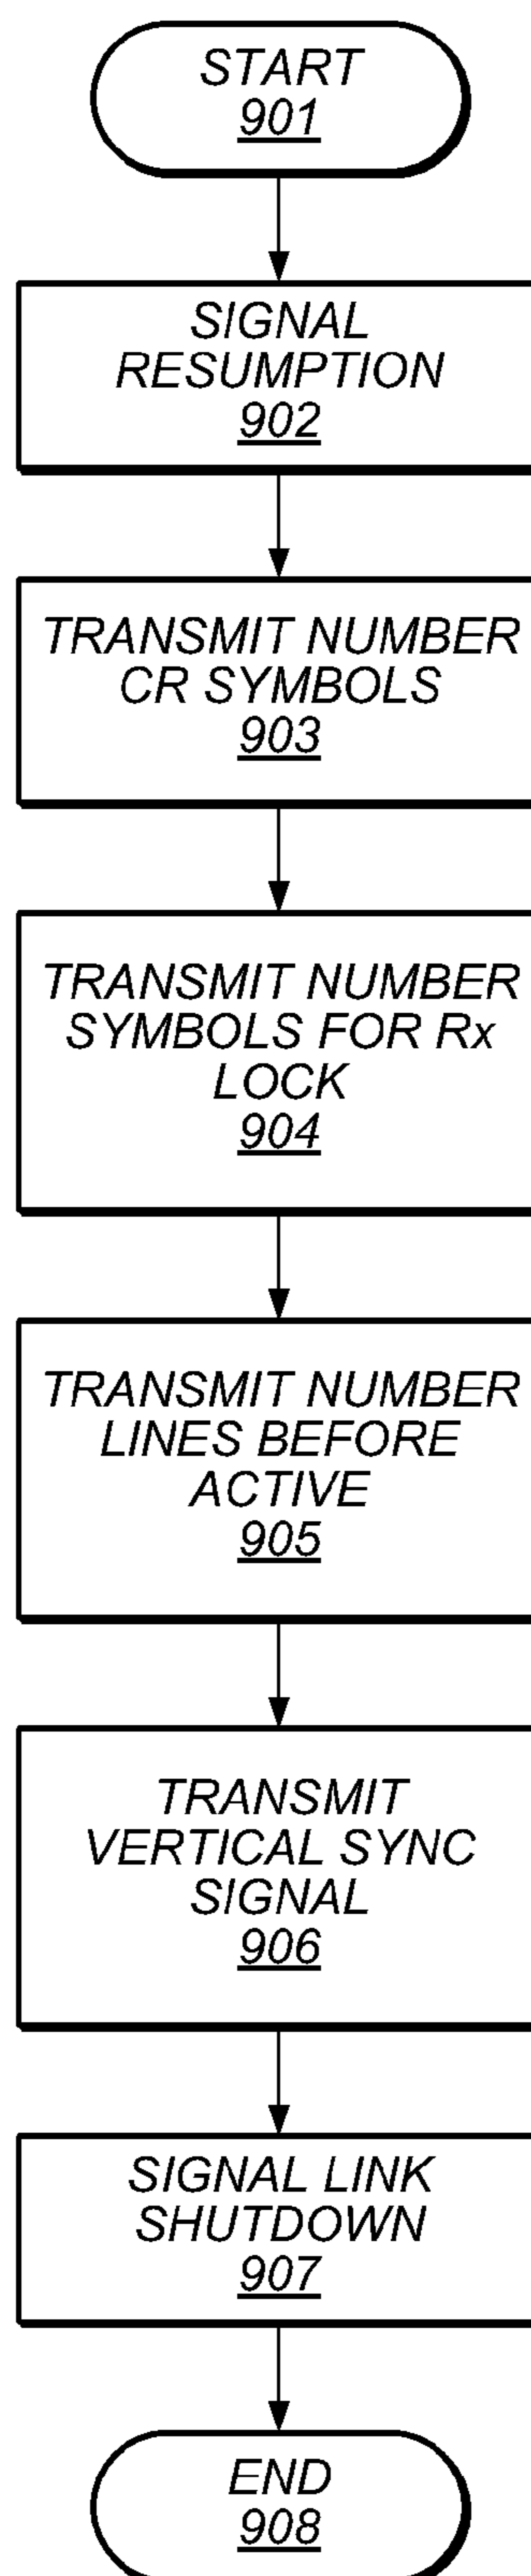 START
901
SIGNAL
RESUMPTION
902
TRANSMIT NUMBER
CR SYMBOLS
903
TRANSMIT NUMBER
SYMBOLS FOR Rx
LOCK
904
TRANSMIT NUMBER
LINES BEFORE
ACTIVE
905
TRANSMIT
VERTICAL SYNC
SIGNAL
906
SIGNAL LINK
SHUTDOWN
907
END
908